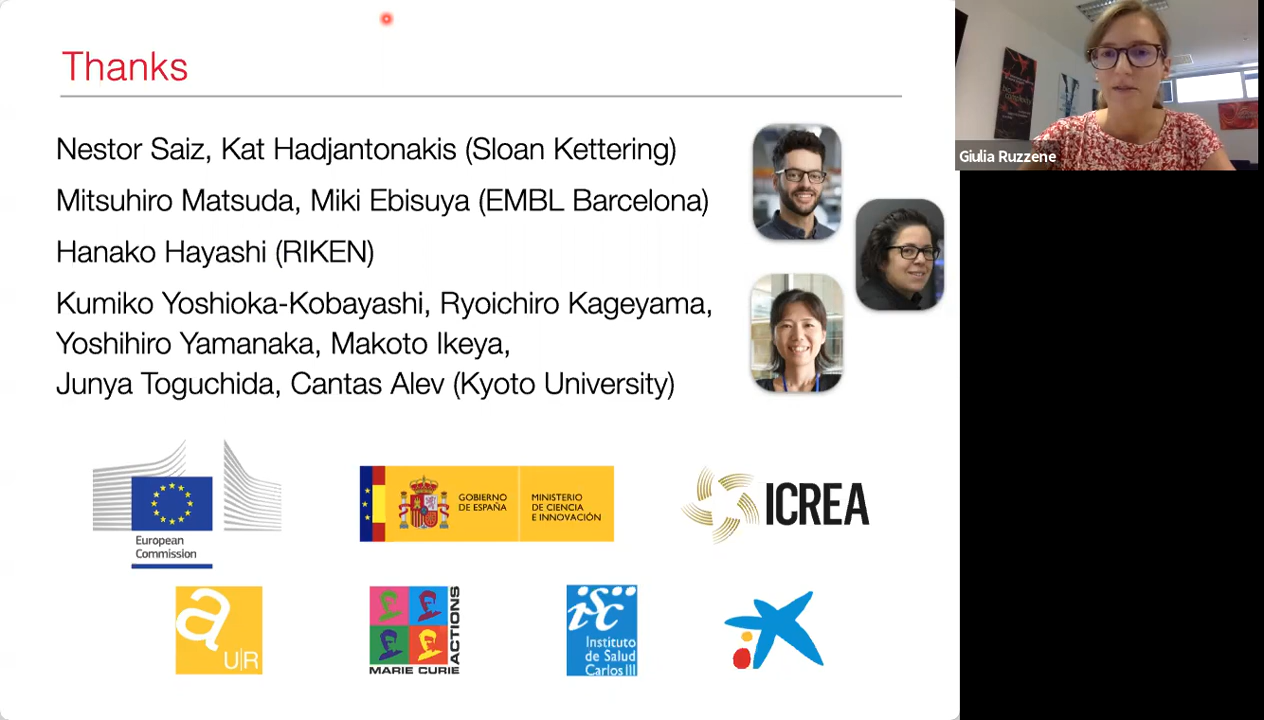 Thanks
Nestor Saiz, Kat Hadjantonakis (Sloan Kettering)
Mitsuhiro Matsuda, Miki Ebisuya (EMBL Barcelona)
Hanako Hayashi (RIKEN)
Kumiko Yoshioka-Kobayashi, Ryoichiro Kageyama,
Yoshihiro Yamanaka, Makoto Ikeya,
Junya Toguchida, Cantas Alev (Kyoto University)
Giulia Ruzzene
European
Commission
GOBIERNO
DE ESPAÑA
MINISTERIO
DE CIENCIA
E INNOVACIÓN
ICREA
a
U|R
MARIE CURIE ACTIONS
isc
Instituto
de Salud
Carlos III